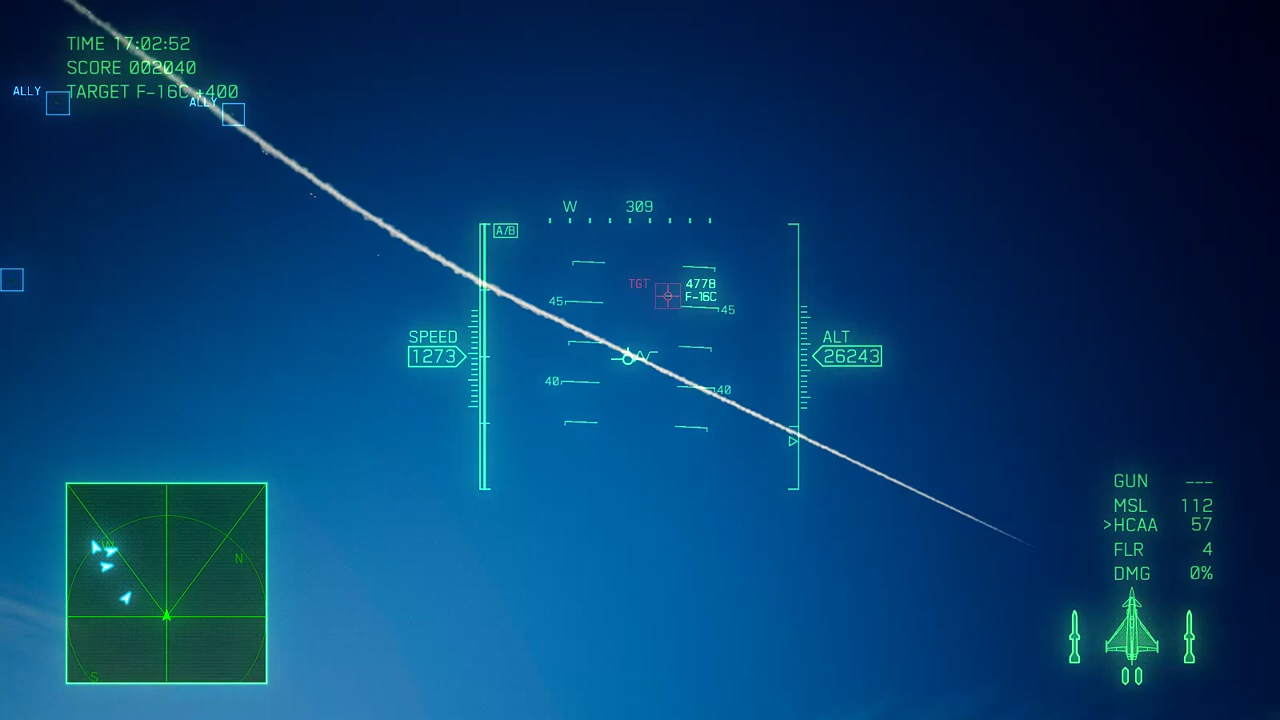 TIME 17:02:52
SCORE 002040
TARGET F-16C +400
ALLY
ALLY
W 309
A/B
TGT 4778
F-16C
45 45
SPEED ALT
1273 26243
40 40
GUN ---
MSL 112
>HCAA 57
FLR 4
DMG 0%
W
N
S